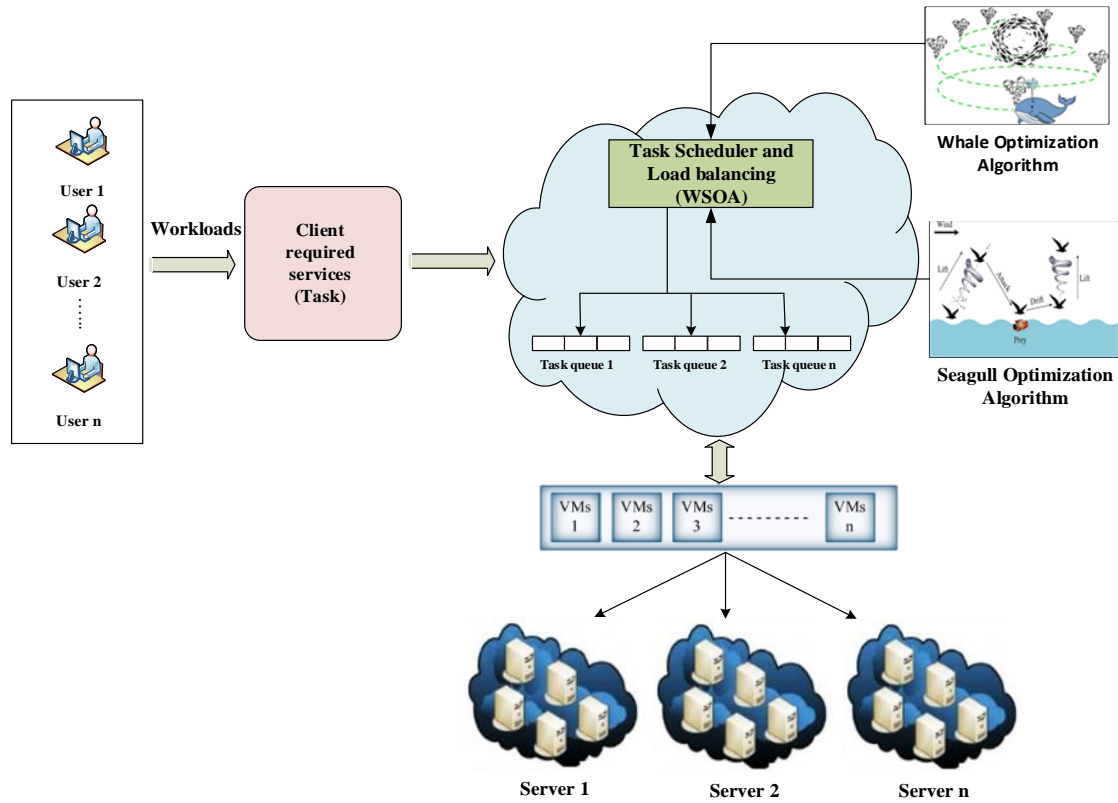 User 1
User 2
User n
Workloads
Client
required
services
(Task)
Task Scheduler and
Load balancing
(WSOA)
Task queue 1
Task queue 2
Task queue n
Whale Optimization
Algorithm
Wind
Lift
Attack
Drift
Lift
Prey
Seagull Optimization
Algorithm
VMs
1
VMs
2
VMs
3
VMs
n
Server 1
Server 2
Server n